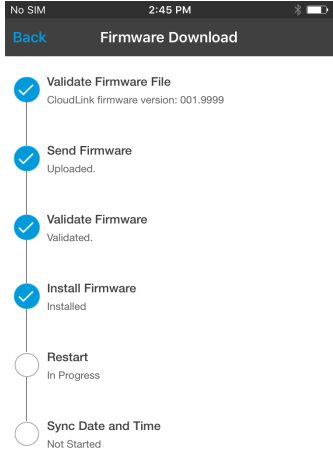 No SIM 2:45 PM
Back Firmware Download
Validate Firmware File
CloudLink firmware version: 001.9999
Send Firmware
Uploaded.
Validate Firmware
Validated.
Install Firmware
Installed
Restart
In Progress
Sync Date and Time
Not Started